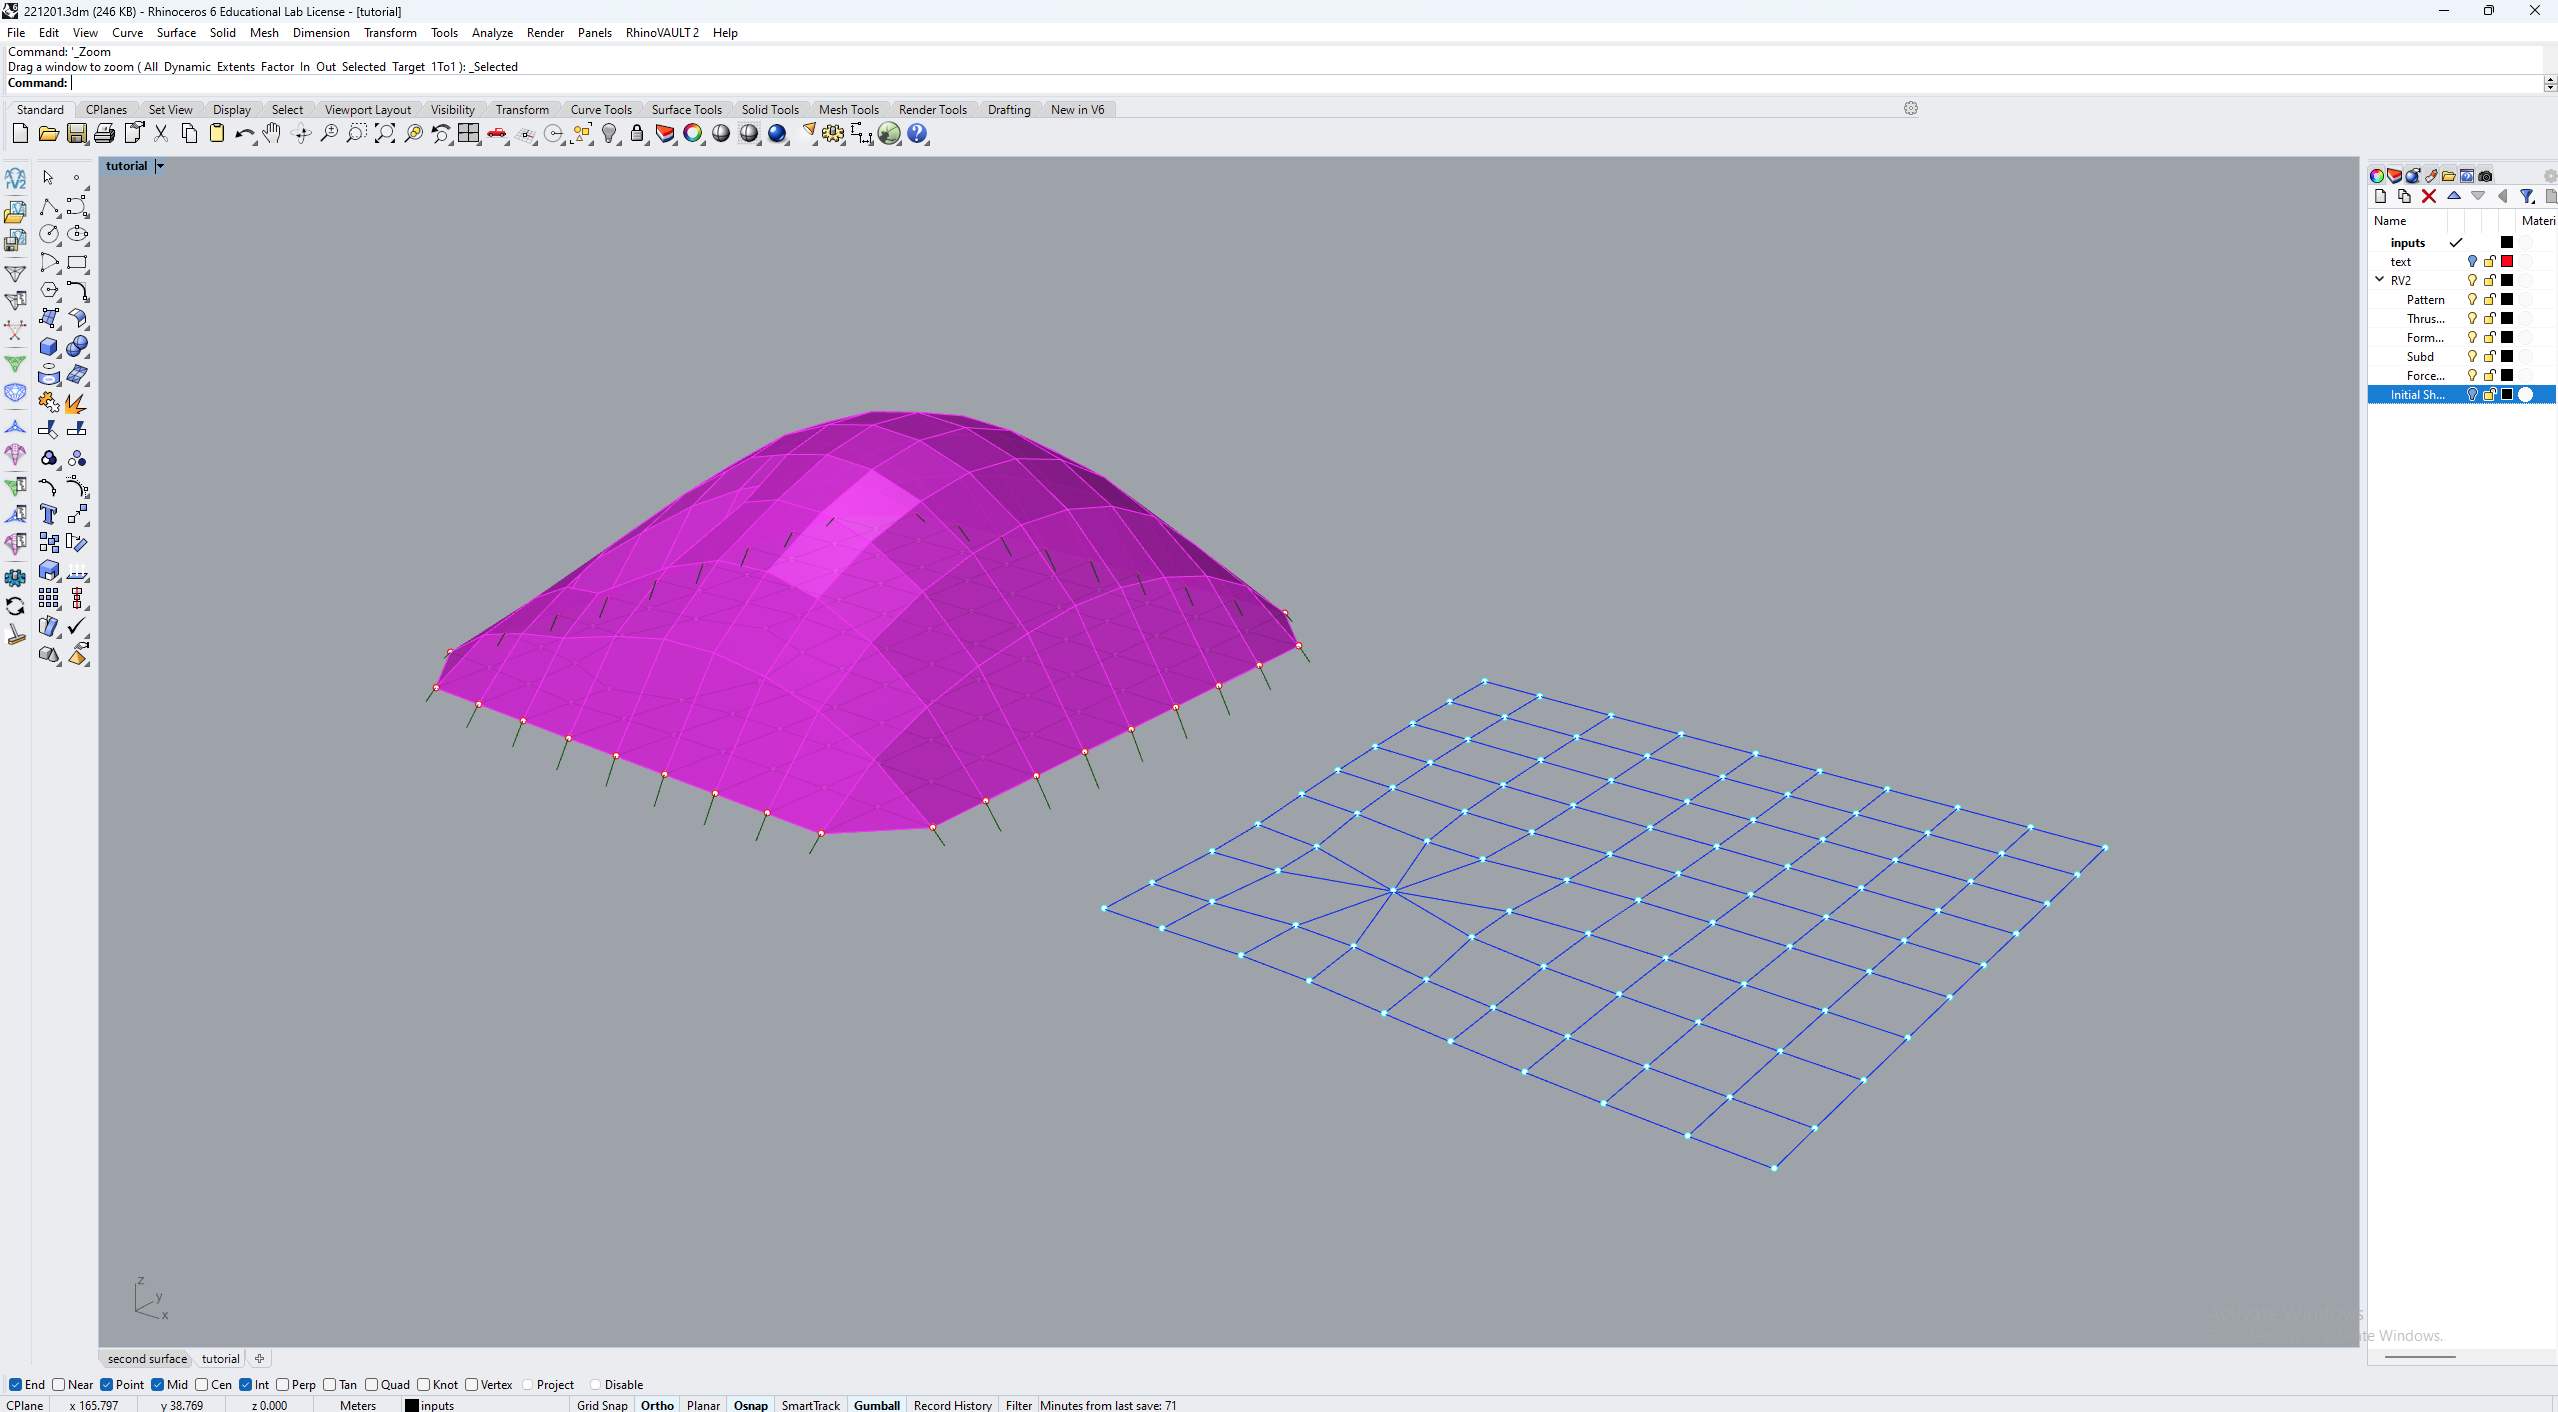 221201.3dm (246 KB) - Rhinoceros 6 Educational Lab License - [tutorial]
File Edit View Curve Surface Solid Mesh Dimension Transform Tools Analyze Render Panels RhinoVAULT 2 Help
Command: '_Zoom
Drag a window to zoom ( All Dynamic Extents Factor In Out Selected Target 1To1 ): _Selected
Command:
Standard CPlanes Set View Display Select Viewport Layout Visibility Transform Curve Tools Surface Tools Solid Tools Mesh Tools Render Tools Drafting New in V6
tutorial
rV2
Name Materi
inputs
text
RV2
Pattern
Thrus...
Form...
Subd
Force...
Initial Sh...
z
y
x
Activate Windows
te Windows.
second surface tutorial
End Near Point Mid Cen Int Perp Tan Quad Knot Vertex Project Disable
CPlane x 165.797 y 38.769 z 0.000 Meters inputs Grid Snap Ortho Planar Osnap SmartTrack Gumball Record History Filter Minutes from last save: 71